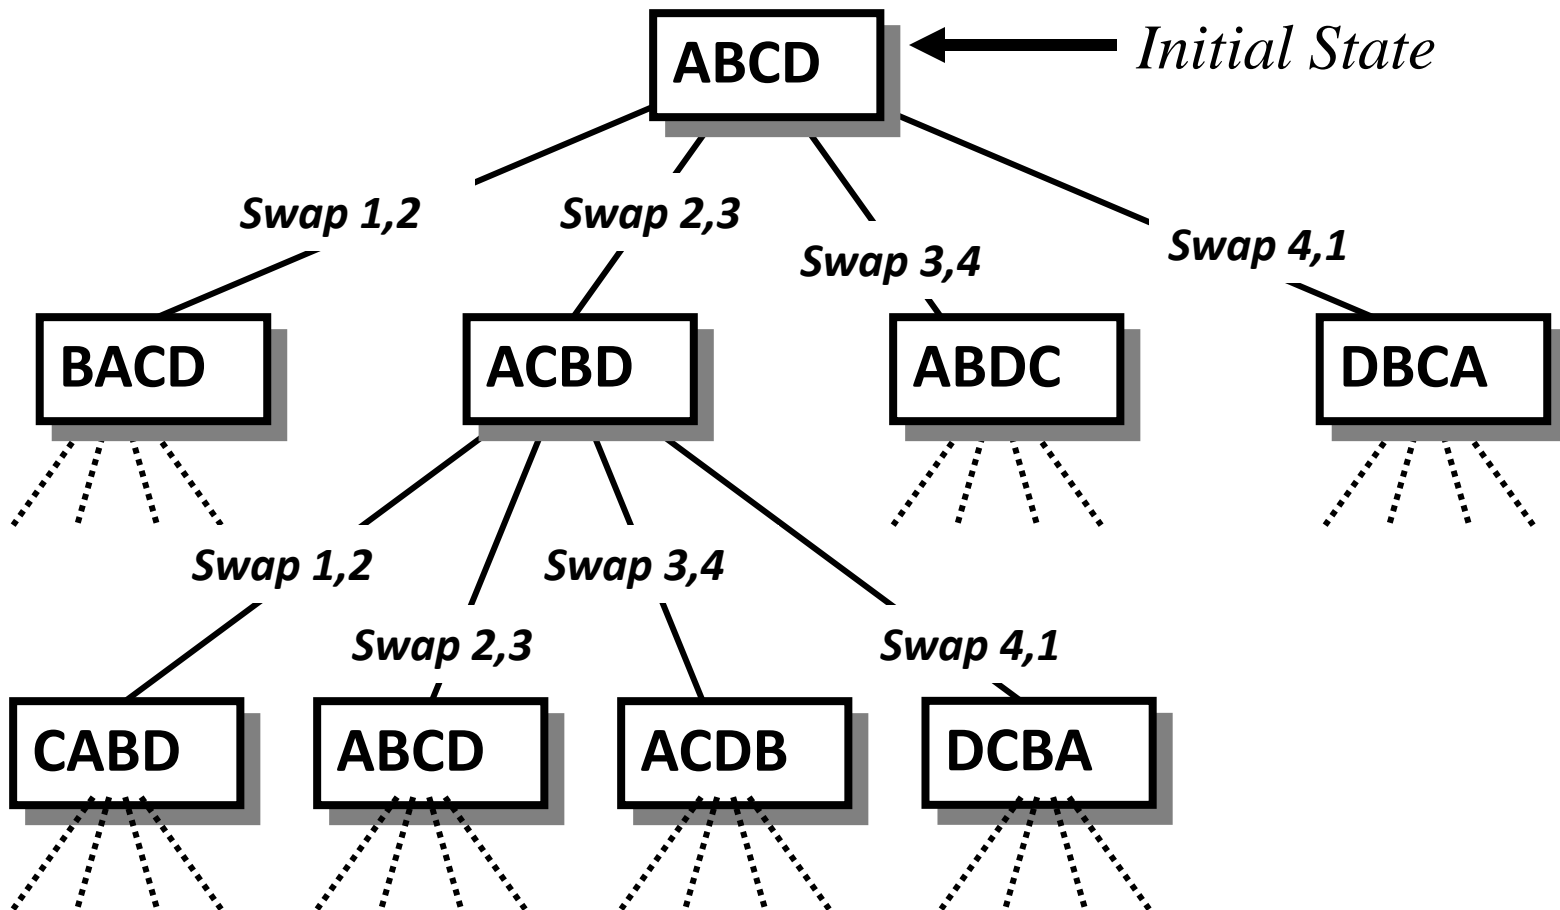 ABCD
Initial State
Swap 1,2
Swap 2,3
Swap 3,4
Swap 4,1
BACD
ACBD
ABDC
DBCA
Swap 1,2
Swap 2,3
Swap 3,4
Swap 4,1
CABD
ABCD
ACDB
DCBA